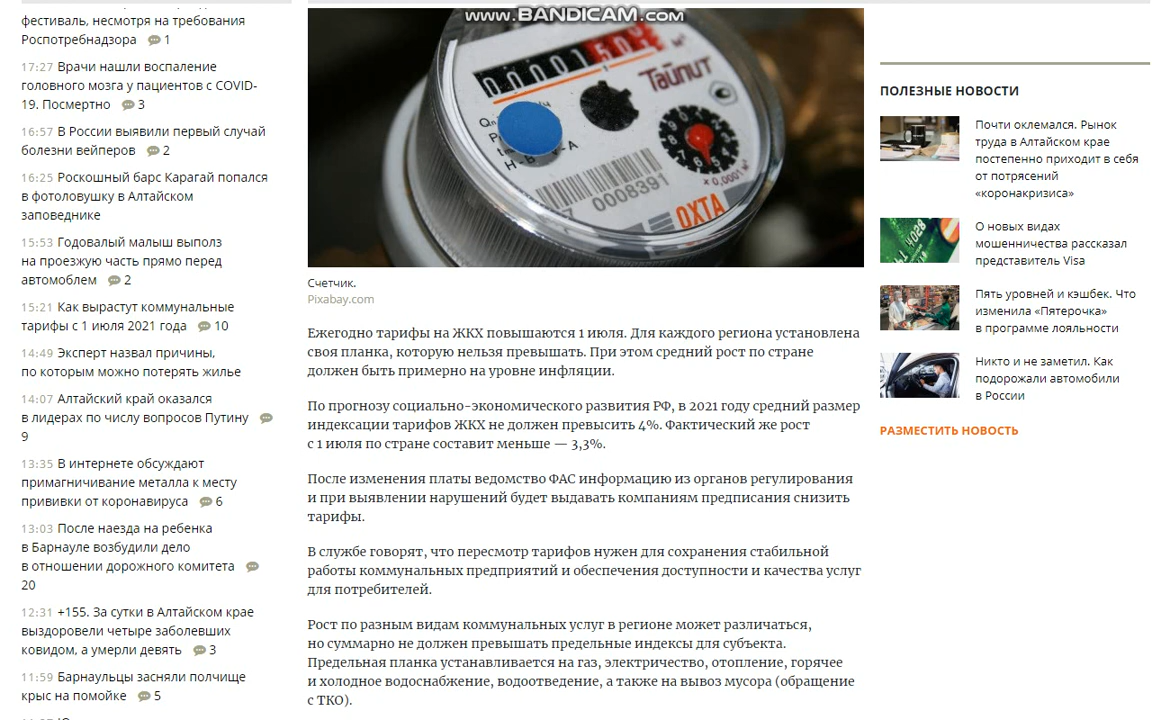 фестиваль, несмотря на требования
Роспотребнадзора 1
17:27 Врачи нашли воспаление
головного мозга у пациентов с COVID-
19. Посмертно 3
16:57 В России выявили первый случай
болезни вейперов 2
16:25 Роскошный барс Карагай попался
в фотоловушку в Алтайском
заповеднике
15:53 Годовалый малыш выполз
на проезжую часть прямо перед
автомоблем 2
15:21 Как вырастут коммунальные
тарифы с 1 июля 2021 года 10
14:49 Эксперт назвал причины,
по которым можно потерять жилье
14:07 Алтайский край оказался
в лидерах по числу вопросов Путину
9
13:35 В интернете обсуждают
примагничивание металла к месту
прививки от коронавируса 6
13:03 После наезда на ребенка
в Барнауле возбудили дело
в отношении дорожного комитета
20
12:31 +155. За сутки в Алтайском крае
выздоровели четыре заболевших
ковидом, а умерли девять 3
11:59 Барнаульцы засняли полчище
крыс на помойке 5
www.BANDICAM.com
Тайпит
0008391
x 0,0001 м³
ОХТА
Счетчик.
Pixabay.com
Ежегодно тарифы на ЖКХ повышаются 1 июля. Для каждого региона установлена
своя планка, которую нельзя превышать. При этом средний рост по стране
должен быть примерно на уровне инфляции.
По прогнозу социально-экономического развития РФ, в 2021 году средний размер
индексации тарифов ЖКХ не должен превысить 4%. Фактический же рост
с 1 июля по стране составит меньше — 3,3%.
После изменения платы ведомство ФАС информацию из органов регулирования
и при выявлении нарушений будет выдавать компаниям предписания снизить
тарифы.
В службе говорят, что пересмотр тарифов нужен для сохранения стабильной
работы коммунальных предприятий и обеспечения доступности и качества услуг
для потребителей.
Рост по разным видам коммунальных услуг в регионе может различаться,
но суммарно не должен превышать предельные индексы для субъекта.
Предельная планка устанавливается на газ, электричество, отопление, горячее
и холодное водоснабжение, водоотведение, а также на вывоз мусора (обращение
с ТКО).
ПОЛЕЗНЫЕ НОВОСТИ
Почти оклемался. Рынок
труда в Алтайском крае
постепенно приходит в себя
от потрясений
«коронакризиса»
О новых видах
мошенничества рассказал
представитель Visa
Пять уровней и кэшбек. Что
изменила «Пятерочка»
в программе лояльности
Никто и не заметил. Как
подорожали автомобили
в России
РАЗМЕСТИТЬ НОВОСТЬ